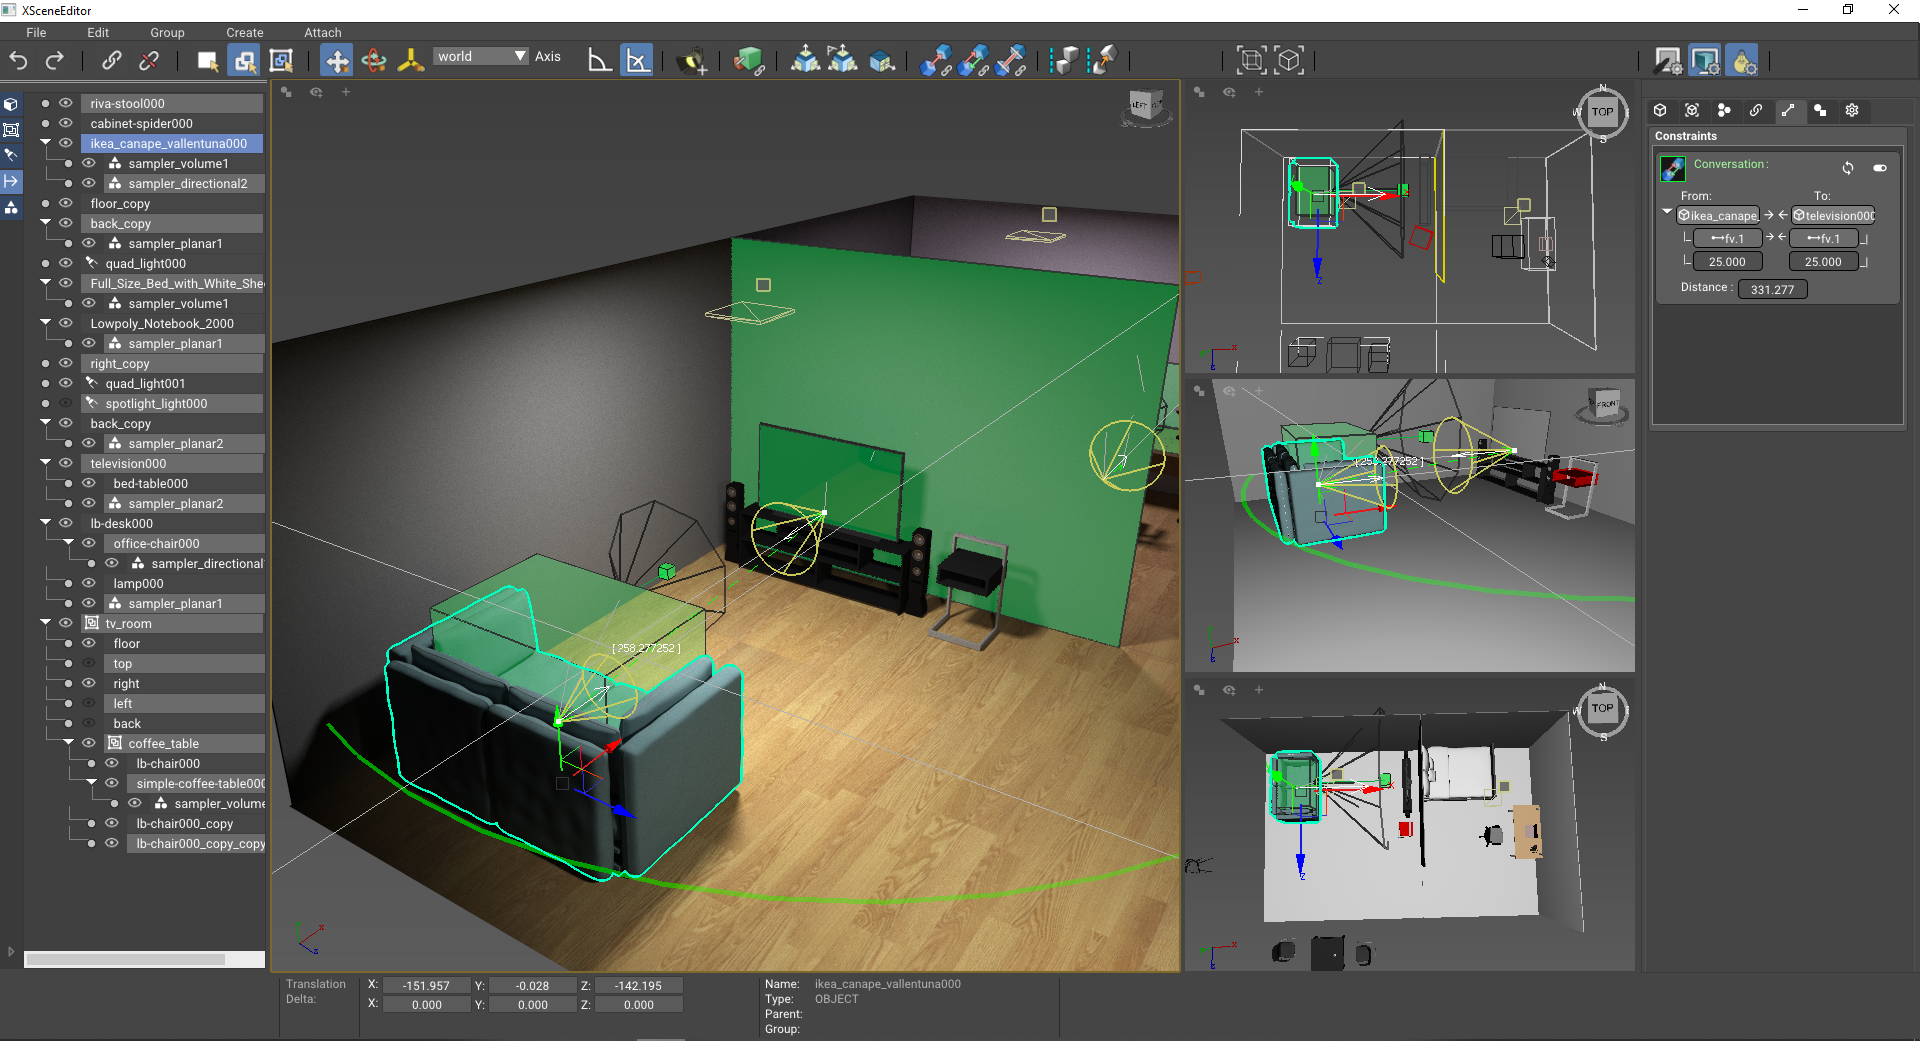 XSceneEditor
File Edit Group Create Attach
world Axis
riva-stool000
cabinet-spider000
ikea_canape_vallentuna000
sampler_volume1
sampler_directional2
floor_copy
back_copy
sampler_planar1
quad_light000
Full_Size_Bed_with_White_She
sampler_volume1
Lowpoly_Notebook_2000
sampler_planar1
right_copy
quad_light001
spotlight_light000
back_copy
sampler_planar2
television000
bed-table000
sampler_planar2
lb-desk000
office-chair000
sampler_directional
lamp000
sampler_planar1
tv_room
floor
top
right
left
back
coffee_table
lb-chair000
simple-coffee-table000
sampler_volume
lb-chair000_copy
lb-chair000_copy_copy
LEFT
[ 258.277252 ]
x
z
N
W TOP
S
z
x
FRONT
x
z
N
W TOP
S
x
z
x
z
Constraints
Conversation:
From: To:
ikea_canape television000
fv.1 fv.1
25.000 25.000
Distance : 331.277
Translation X: -151.957 Y: -0.028 Z: -142.195
Delta: X: 0.000 Y: 0.000 Z: 0.000
Name: ikea_canape_vallentuna000
Type: OBJECT
Parent:
Group: